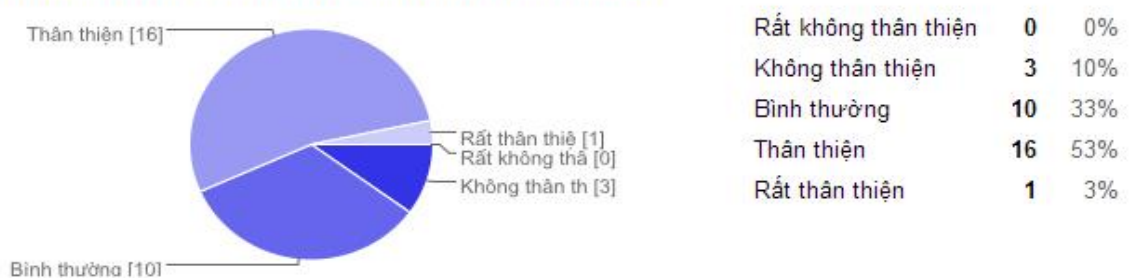 Thân thiện [16]
Rất thân thiê [1]
Rất không thâ [0]
Không thân th [3]
Bình thường [10]
Rất không thân thiện 0 0%
Không thân thiện 3 10%
Bình thường 10 33%
Thân thiện 16 53%
Rất thân thiện 1 3%